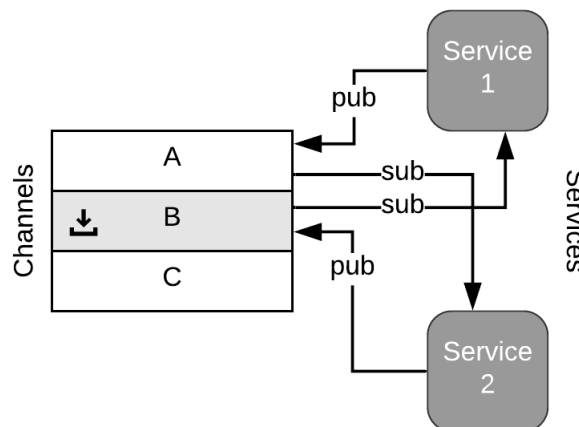 Service
1
pub
A
sub
Channels
B
sub
Services
pub
C
Service
2